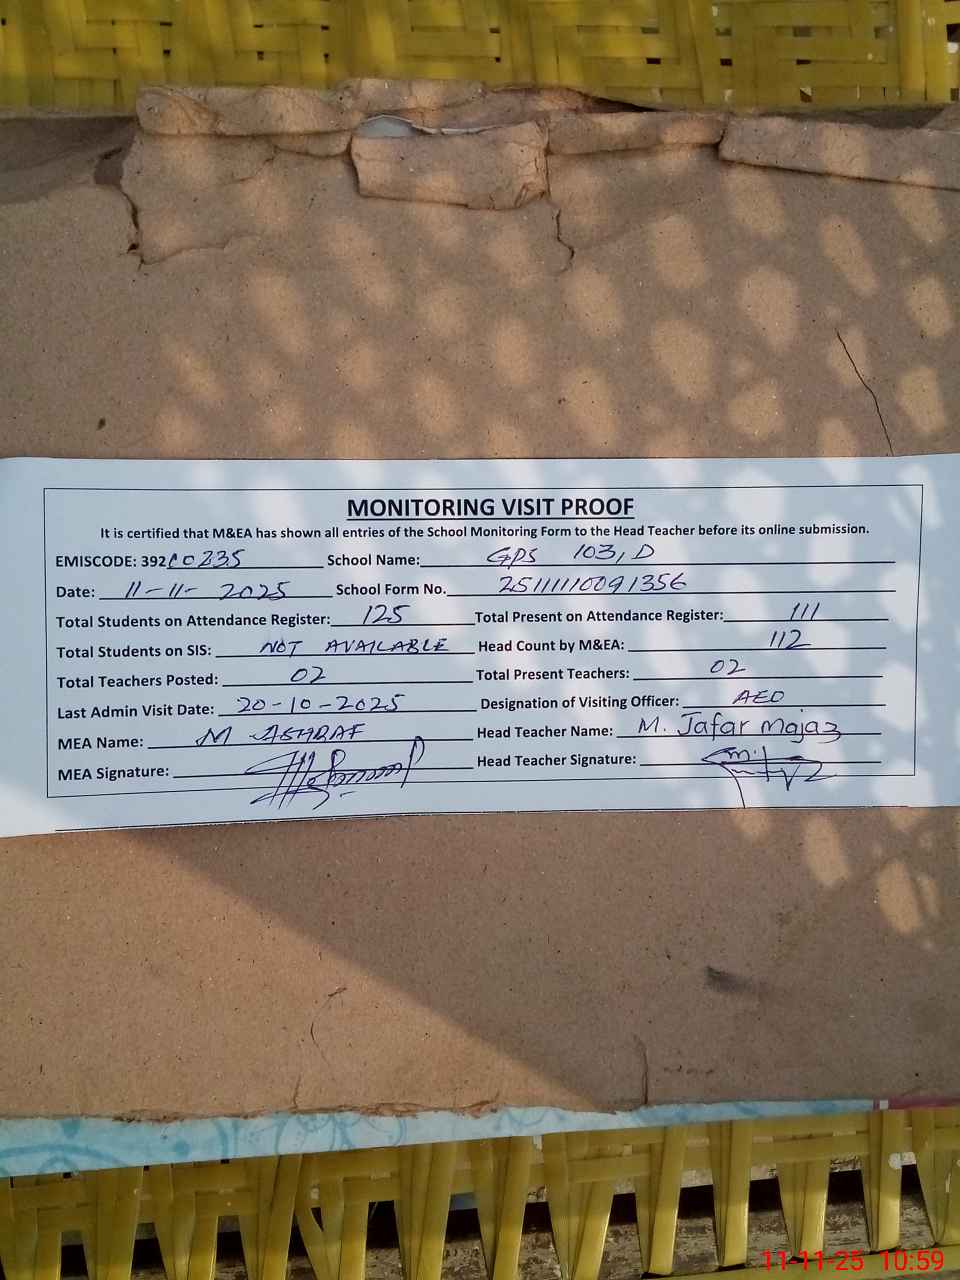 MONITORING VISIT PROOF
It is certified that M&EA has shown all entries of the School Monitoring Form to the Head Teacher before its online submission.
EMISCODE: 392 School Name: GPS 103, D
Date: 11-11-2025 School Form No. 2511110091356
Total Students on Attendance Register: 125 Total Present on Attendance Register: 111
Total Students on SIS: NOT AVAILABLE Head Count by M&EA: 112
Total Teachers Posted: 02 Total Present Teachers: 02
Last Admin Visit Date: 20-10-2025 Designation of Visiting Officer: AEO
MEA Name: M ASHRAF Head Teacher Name: M. Jafar
MEA Signature: Head Teacher Signature:
11-11-25 10:59